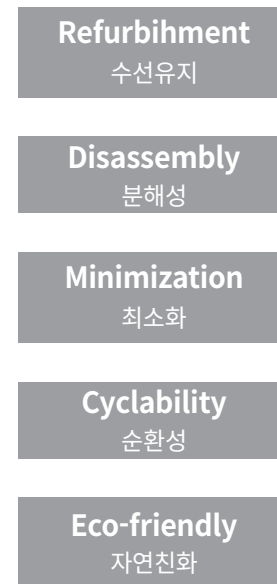 Refurbihment
수선유지
Disassembly
분해성
Minimization
최소화
Cyclability
순환성
Eco-friendly
자연친화